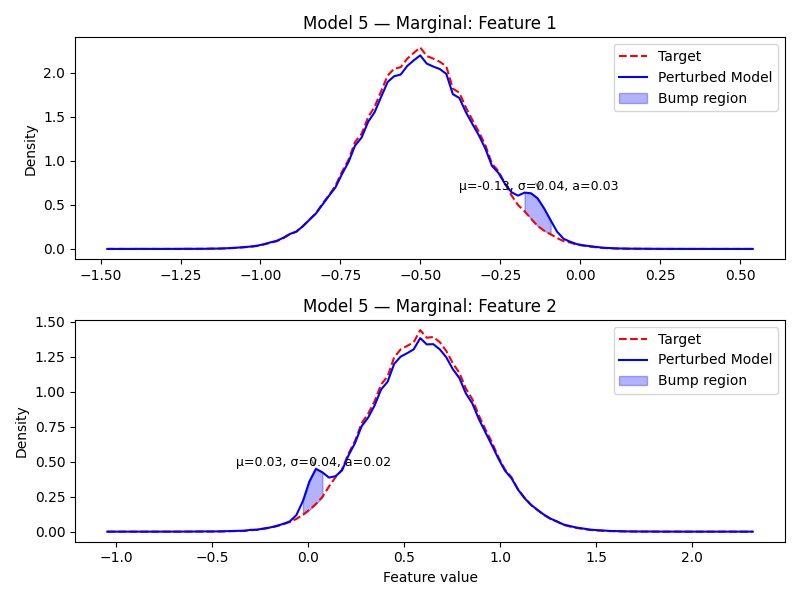 Model 5 — Marginal: Feature 1
Density
2.0
1.5
1.0
0.5
0.0
Target
Perturbed Model
Bump region
μ=-0.13, σ=0.04, a=0.03
−1.50 −1.25 −1.00 −0.75 −0.50 −0.25 0.00 0.25 0.50
Model 5 — Marginal: Feature 2
Density
1.50
1.25
1.00
0.75
0.50
0.25
0.00
Target
Perturbed Model
Bump region
μ=0.03, σ=0.04, a=0.02
−1.0 −0.5 0.0 0.5 1.0 1.5 2.0
Feature value